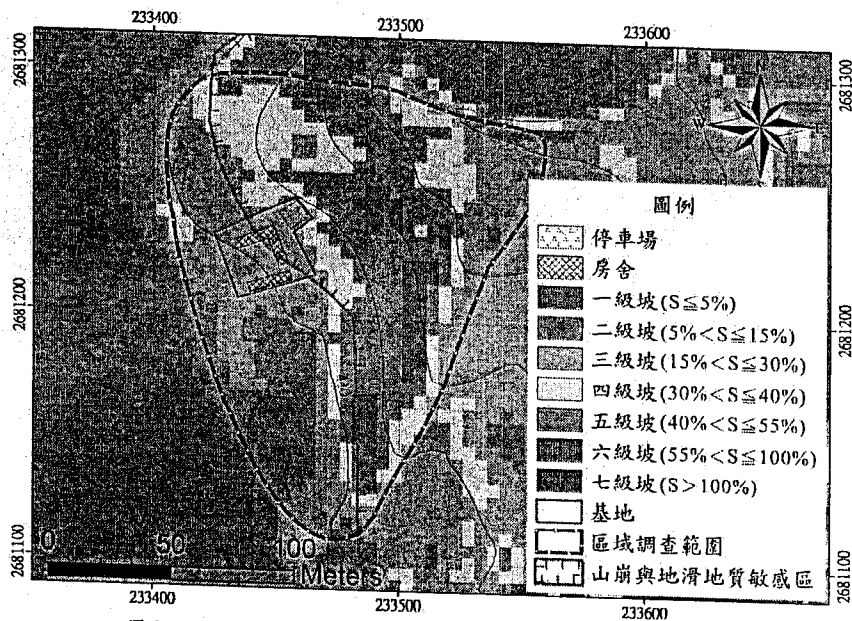 233400 233500 233600
2681300 2681300
圖例
停車場
房舍
一級坡(S≦5%)
二級坡(5%<S≦15%)
三級坡(15%<S≦30%)
四級坡(30%<S≦40%)
五級坡(40%<S≦55%)
六級坡(55%<S≦100%)
七級坡(S>100%)
基地
區域調查範圍
山崩與地滑地質敏感區
2681200 2681200
2681100 2681100
0 50 100
Meters
233400 233500 233600